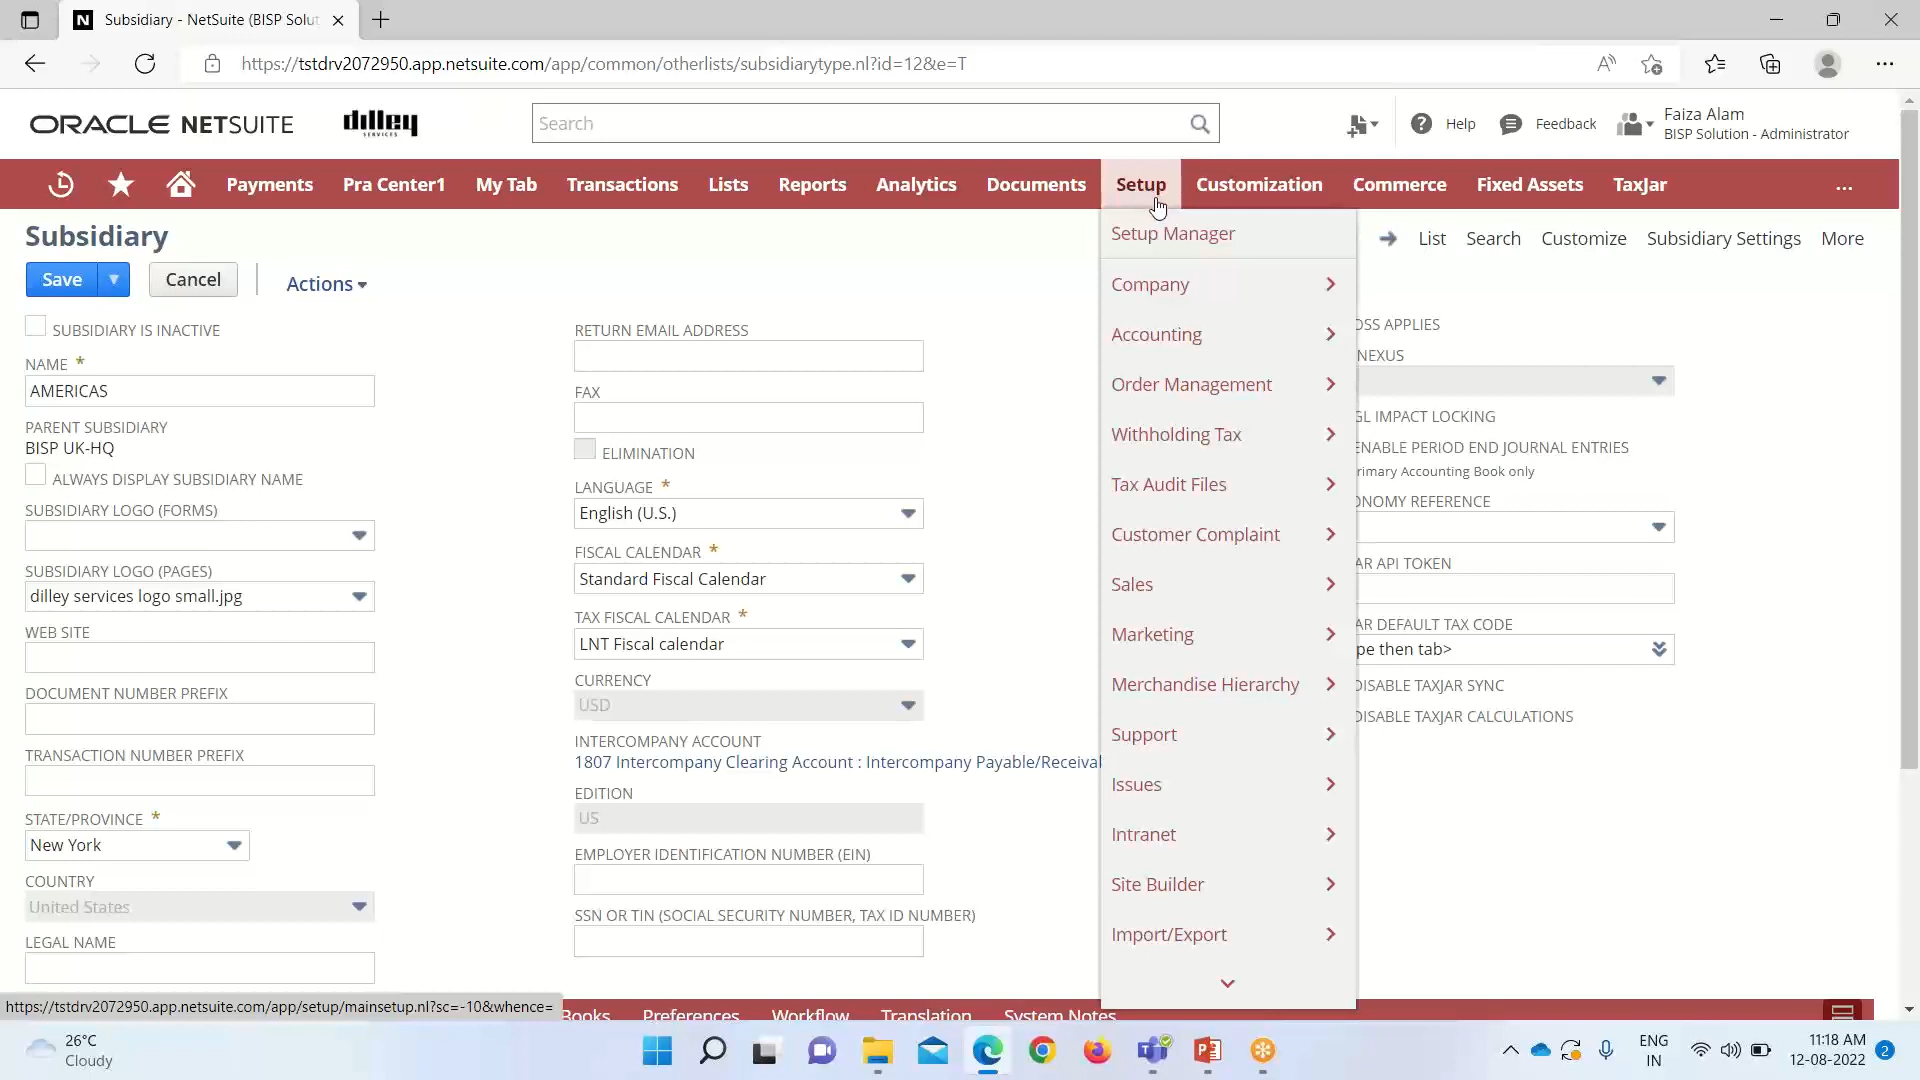 Subsidiary - NetSuite (BISP Solut
https://tstdrv2072950.app.netsuite.com/app/common/otherlists/subsidiarytype.nl?id=12&e=T
ORACLE NETSUITE
dilley
SERVICES
Search
Help
Feedback
Faiza Alam
BISP Solution - Administrator
Payments
Pra Center1
My Tab
Transactions
Lists
Reports
Analytics
Documents
Setup
Customization
Commerce
Fixed Assets
TaxJar
...
Subsidiary
List
Search
Customize
Subsidiary Settings
More
Save
Cancel
Actions
SUBSIDIARY IS INACTIVE
NAME *
AMERICAS
PARENT SUBSIDIARY
BISP UK-HQ
ALWAYS DISPLAY SUBSIDIARY NAME
SUBSIDIARY LOGO (FORMS)
SUBSIDIARY LOGO (PAGES)
dilley services logo small.jpg
WEB SITE
DOCUMENT NUMBER PREFIX
TRANSACTION NUMBER PREFIX
STATE/PROVINCE *
New York
COUNTRY
United States
LEGAL NAME
RETURN EMAIL ADDRESS
FAX
ELIMINATION
LANGUAGE *
English (U.S.)
FISCAL CALENDAR *
Standard Fiscal Calendar
TAX FISCAL CALENDAR *
LNT Fiscal calendar
CURRENCY
USD
INTERCOMPANY ACCOUNT
1807 Intercompany Clearing Account : Intercompany Payable/Receival
EDITION
US
EMPLOYER IDENTIFICATION NUMBER (EIN)
SSN OR TIN (SOCIAL SECURITY NUMBER, TAX ID NUMBER)
Setup Manager
Company
Accounting
Order Management
Withholding Tax
Tax Audit Files
Customer Complaint
Sales
Marketing
Merchandise Hierarchy
Support
Issues
Intranet
Site Builder
Import/Export
OSS APPLIES
NEXUS
GL IMPACT LOCKING
ENABLE PERIOD END JOURNAL ENTRIES
rimary Accounting Book only
ONOMY REFERENCE
AR API TOKEN
AR DEFAULT TAX CODE
pe then tab>
DISABLE TAXJAR SYNC
DISABLE TAXJAR CALCULATIONS
https://tstdrv2072950.app.netsuite.com/app/setup/mainsetup.nl?sc=-10&whence=
Books
Preferences
Workflow
Translation
System Notes
26°C
Cloudy
ENG
IN
11:18 AM
12-08-2022
2